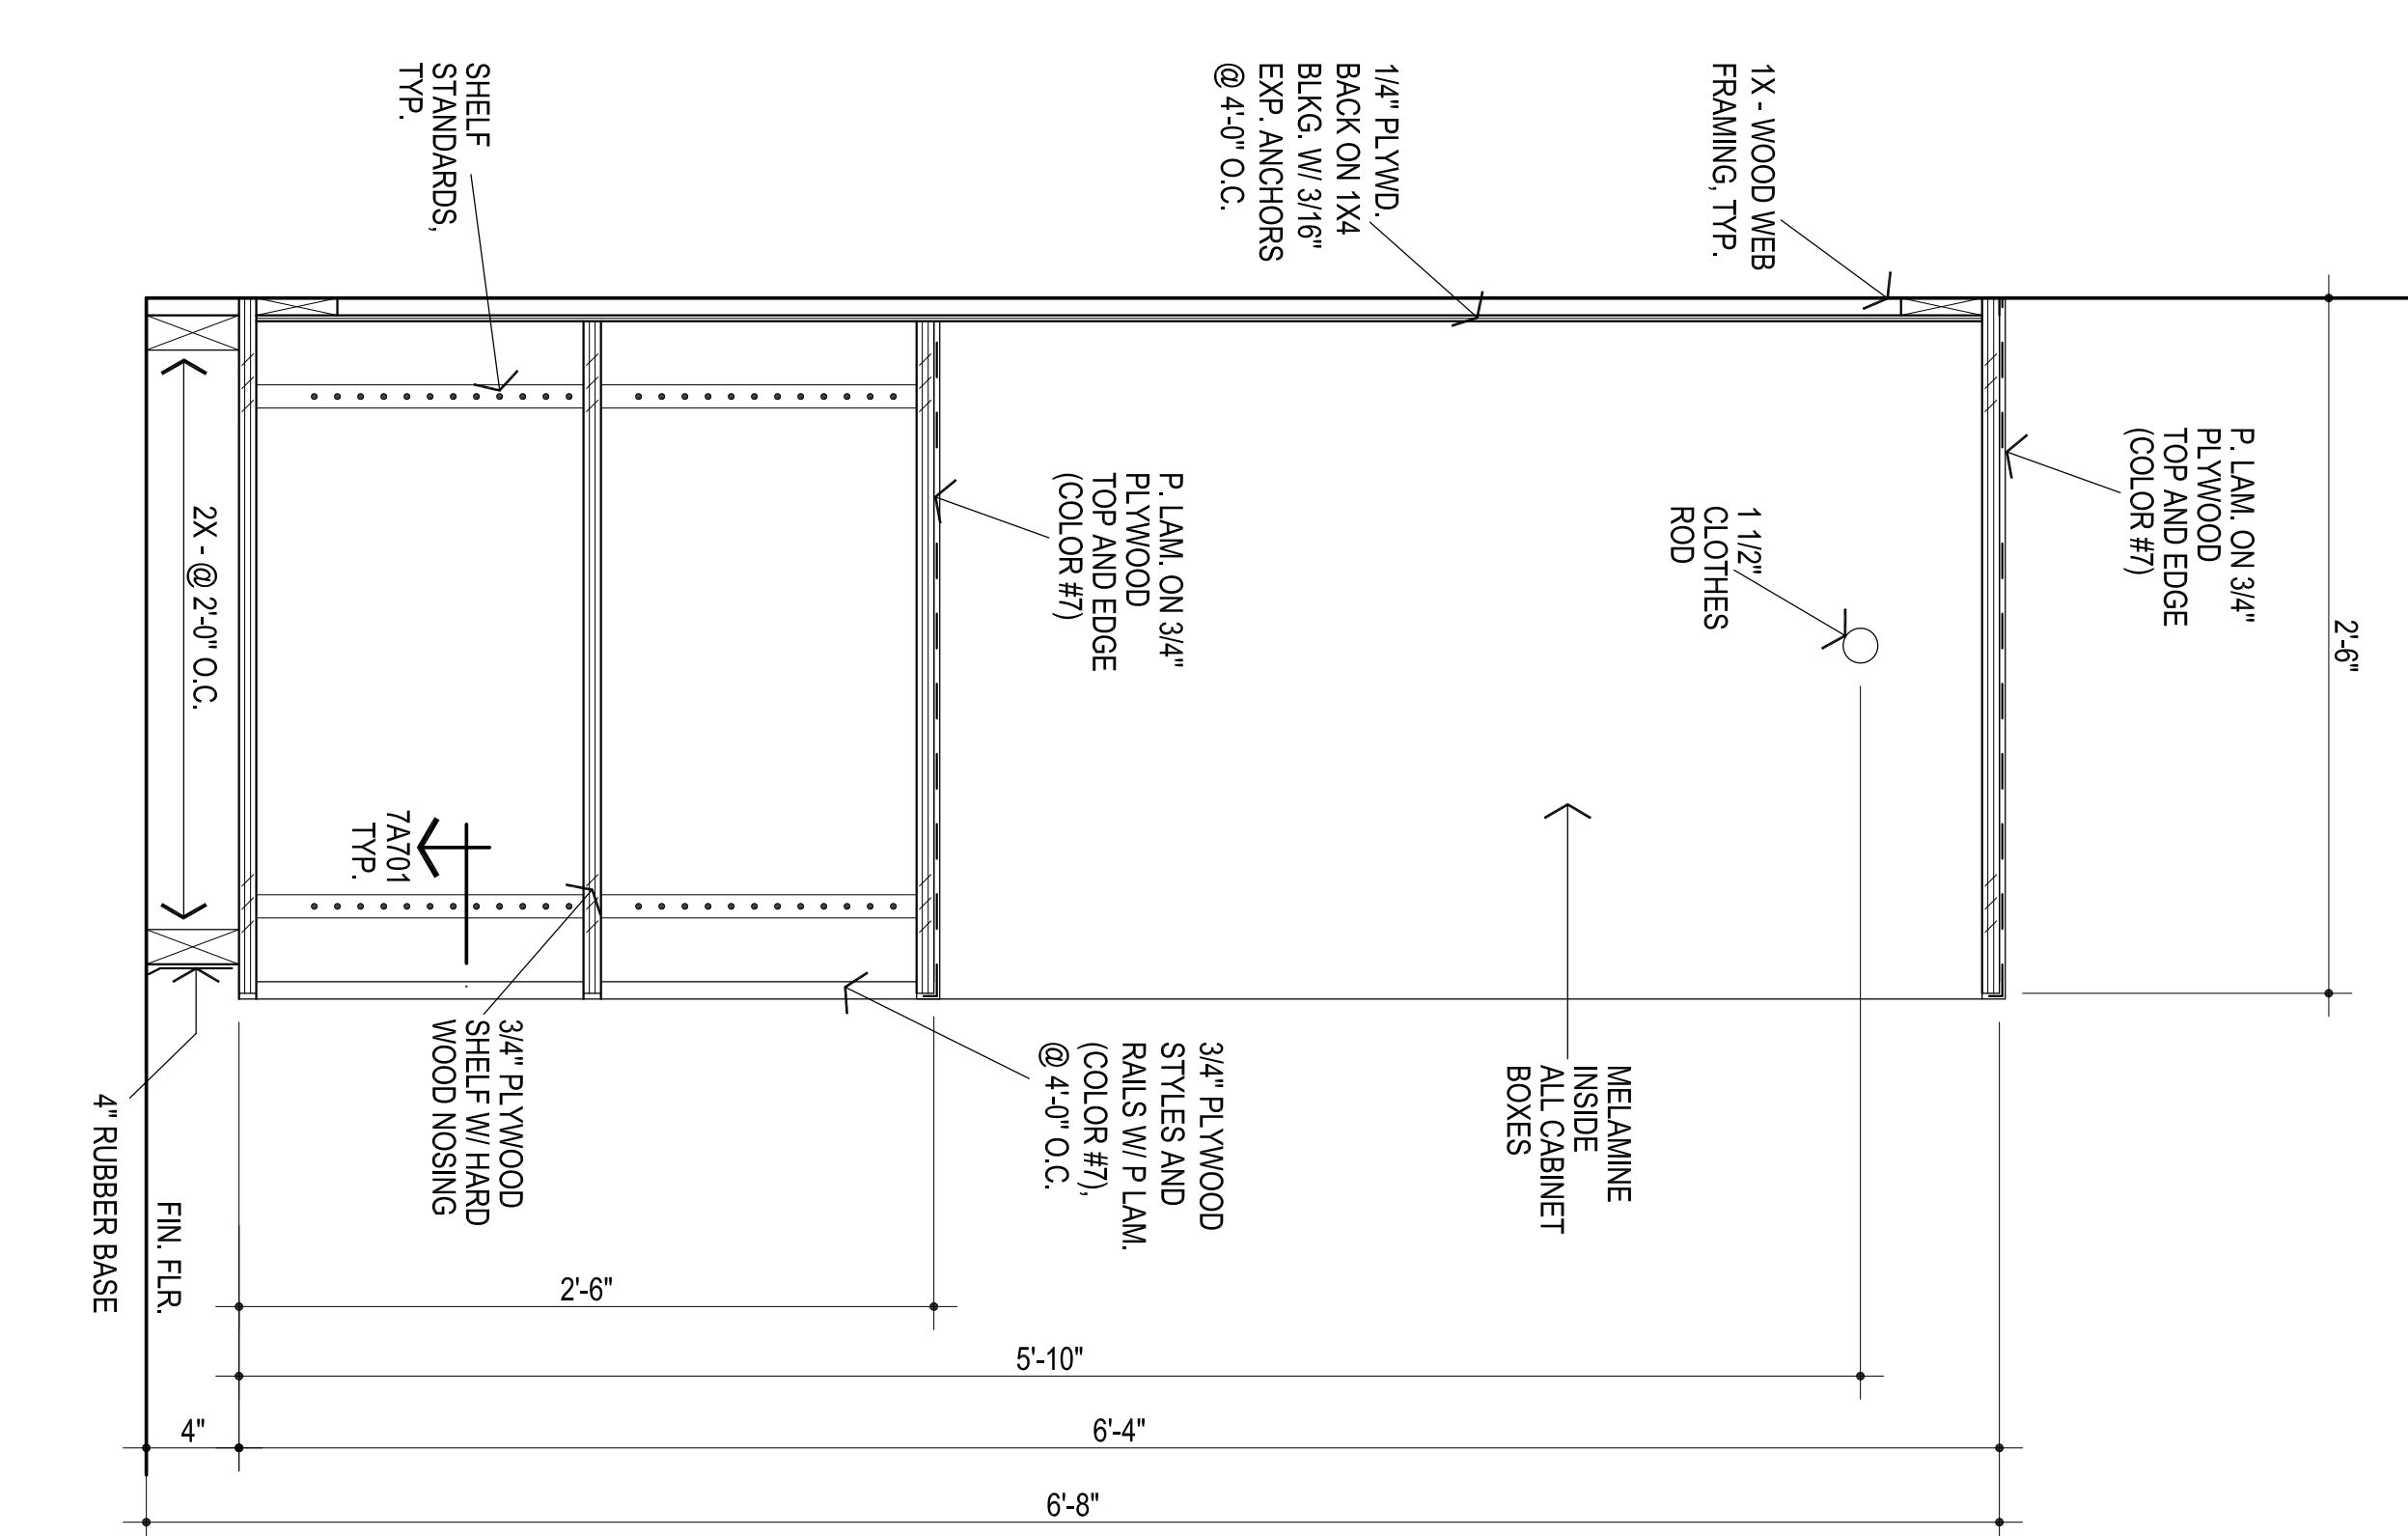 SHELF
STANDARDS,
TYP.
1/4" PLYWD.
BACK ON 1X4
BLKG. W/ 3/16"
EXP. ANCHORS
@ 4'-0" O.C.
1X - WOOD WEB
FRAMING, TYP.
P. LAM. ON 3/4"
PLYWOOD
TOP AND EDGE
(COLOR #7)
2'-6"
1 1/2"
CLOTHES
ROD
P. LAM. ON 3/4"
PLYWOOD
TOP AND EDGE
(COLOR #7)
2X - @ 2'-0" O.C.
7A701
TYP.
3/4" PLYWOOD
SHELF W/ HARD
WOOD NOSING
3/4" PLYWOOD
STYLES AND
RAILS W/ P LAM.
(COLOR #7),
@ 4'-0" O.C.
MELAMINE
INSIDE
ALL CABINET
BOXES
4" RUBBER BASE
FIN. FLR.
2'-6"
5'-10"
4"
6'-4"
6'-8"